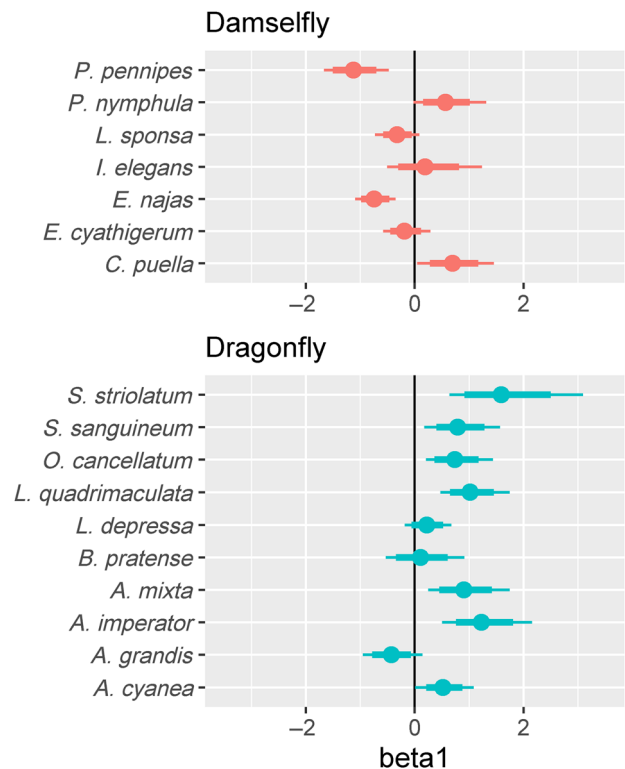 Damselfly
P. pennipes
P. nymphula
L. sponsa
I. elegans
E. najas
E. cyathigerum
C. puella
−2 0 2
Dragonfly
S. striolatum
S. sanguineum
O. cancellatum
L. quadrimaculata
L. depressa
B. pratense
A. mixta
A. imperator
A. grandis
A. cyanea
−2 0 2
beta1